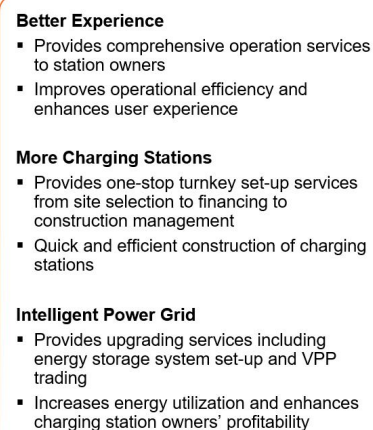 Better Experience
▪ Provides comprehensive operation services
to station owners
▪ Improves operational efficiency and
enhances user experience
More Charging Stations
▪ Provides one-stop turnkey set-up services
from site selection to financing to
construction management
▪ Quick and efficient construction of charging
stations
Intelligent Power Grid
▪ Provides upgrading services including
energy storage system set-up and VPP
trading
▪ Increases energy utilization and enhances
charging station owners’ profitability